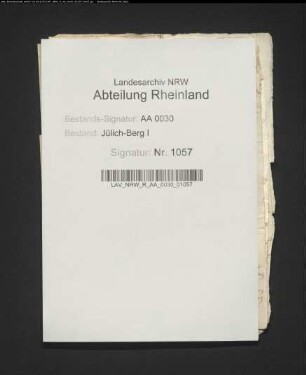 Landesarchiv NRW
Abteilung Rheinland
Bestands-Signatur: AA 0030
Bestand: Jülich-Berg I
Signatur: Nr. 1057
LAV_NRW_R_AA_0030_01057